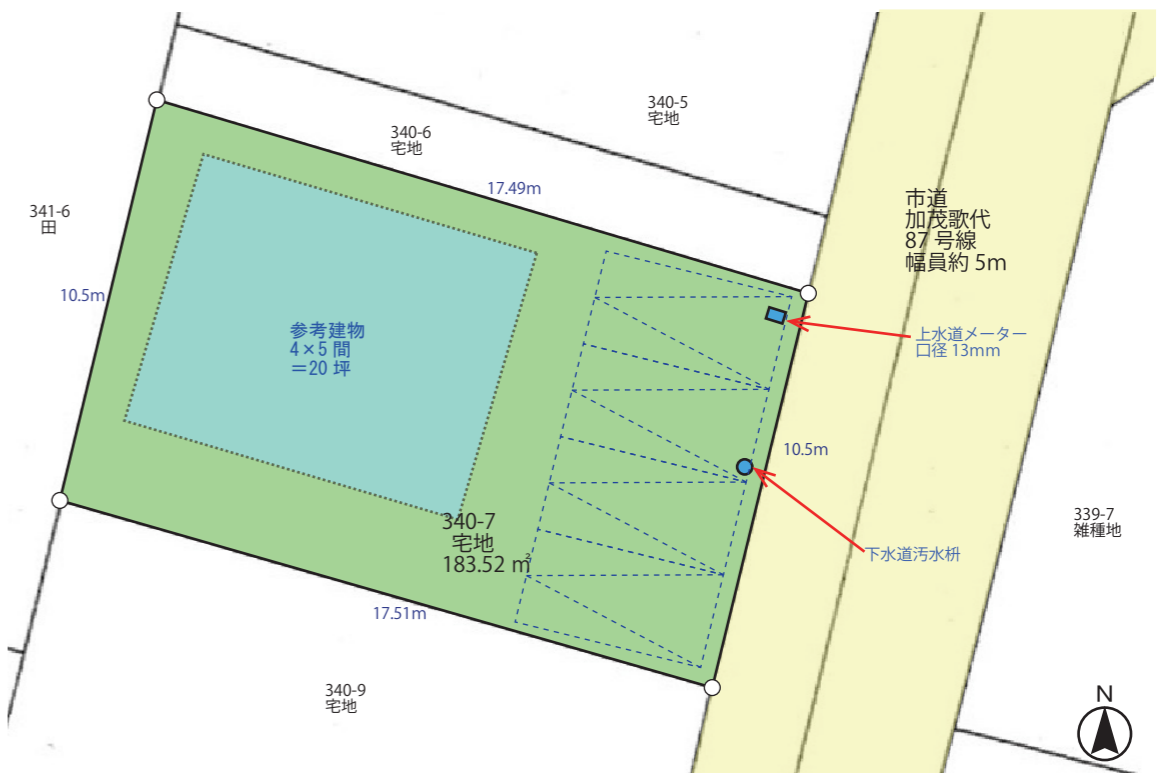 340-5
宅地
340-6
宅地
17.49m
市道
加茂歌代
87 号線
幅員約 5m
341-6
田
10.5m
参考建物
4×5 間
＝20 坪
上水道メーター
口径 13mm
10.5m
339-7
雑種地
340-7
宅地
183.52 ㎡
下水道汚水枡
17.51m
340-9
宅地
N